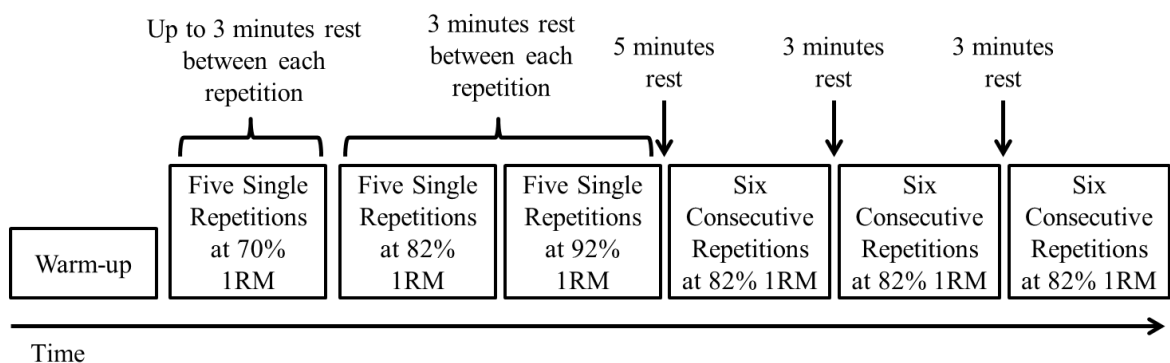 Up to 3 minutes rest
between each
repetition
3 minutes rest
between each
repetition
5 minutes
rest
3 minutes
rest
3 minutes
rest
Warm-up
Five Single
Repetitions
at 70%
1RM
Five Single
Repetitions
at 82%
1RM
Five Single
Repetitions
at 92%
1RM
Six
Consecutive
Repetitions
at 82% 1RM
Six
Consecutive
Repetitions
at 82% 1RM
Six
Consecutive
Repetitions
at 82% 1RM
Time